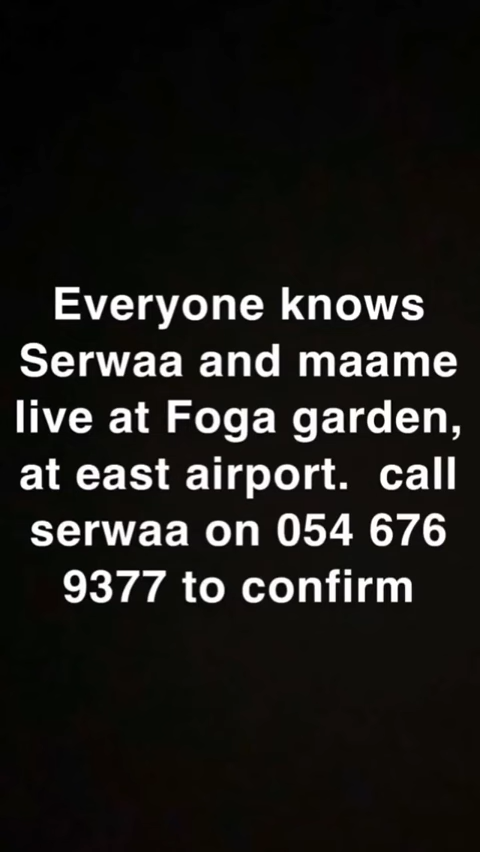 Everyone knows
Serwaa and maame
live at Foga garden,
at east airport.  call
serwaa on 054 676
9377 to confirm